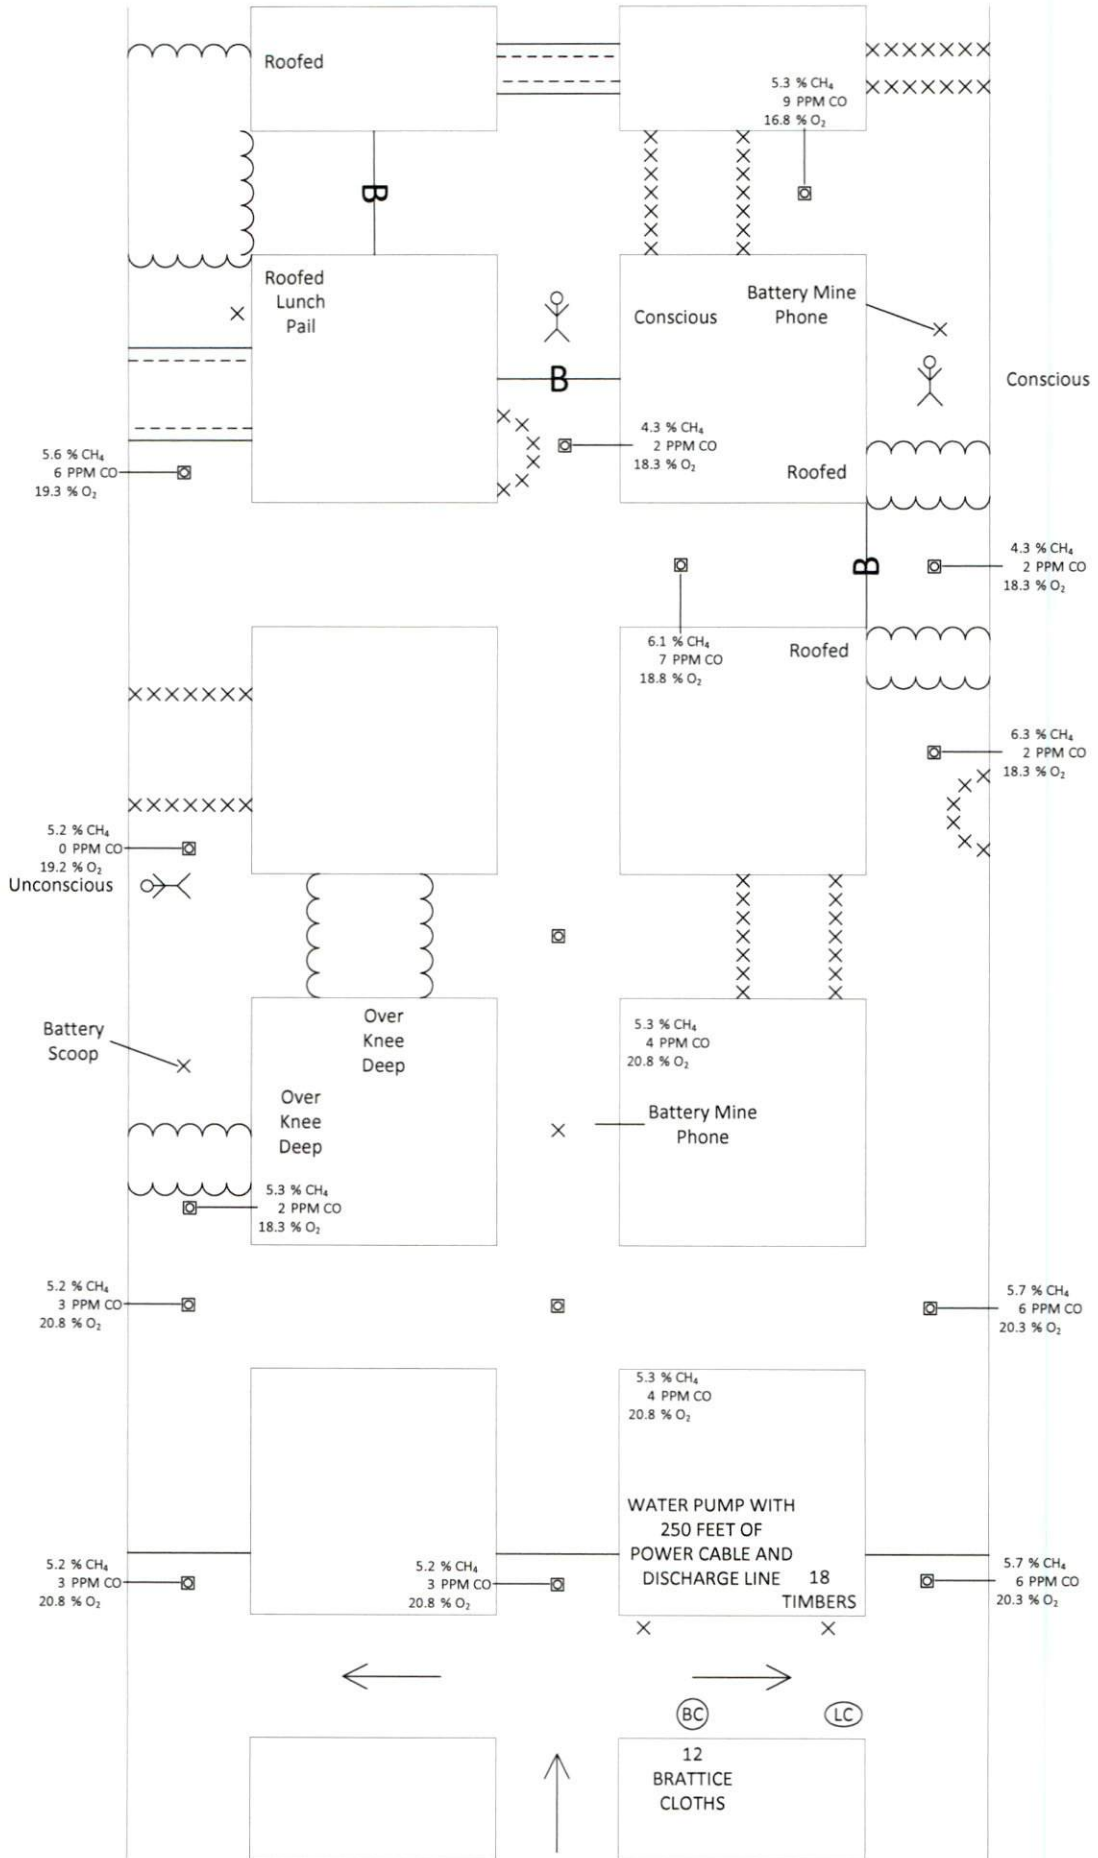 Roofed
5.3 % CH₄
9 PPM CO
16.8 % O₂
B
Roofed
Lunch
Pail
Conscious
Battery Mine
Phone
B
Conscious
4.3 % CH₄
2 PPM CO
18.3 % O₂
5.6 % CH₄
6 PPM CO
19.3 % O₂
Roofed
B
4.3 % CH₄
2 PPM CO
18.3 % O₂
6.1 % CH₄
7 PPM CO
18.8 % O₂
Roofed
6.3 % CH₄
2 PPM CO
18.3 % O₂
5.2 % CH₄
0 PPM CO
19.2 % O₂
Unconscious
Battery
Scoop
Over
Knee
Deep
5.3 % CH₄
4 PPM CO
20.8 % O₂
Over
Knee
Deep
Battery Mine
Phone
5.3 % CH₄
2 PPM CO
18.3 % O₂
5.2 % CH₄
3 PPM CO
20.8 % O₂
5.7 % CH₄
6 PPM CO
20.3 % O₂
5.3 % CH₄
4 PPM CO
20.8 % O₂
WATER PUMP WITH
250 FEET OF
POWER CABLE AND
DISCHARGE LINE
18
TIMBERS
5.2 % CH₄
3 PPM CO
20.8 % O₂
5.2 % CH₄
3 PPM CO
20.8 % O₂
5.7 % CH₄
6 PPM CO
20.3 % O₂
BC
LC
12
BRATTICE
CLOTHS